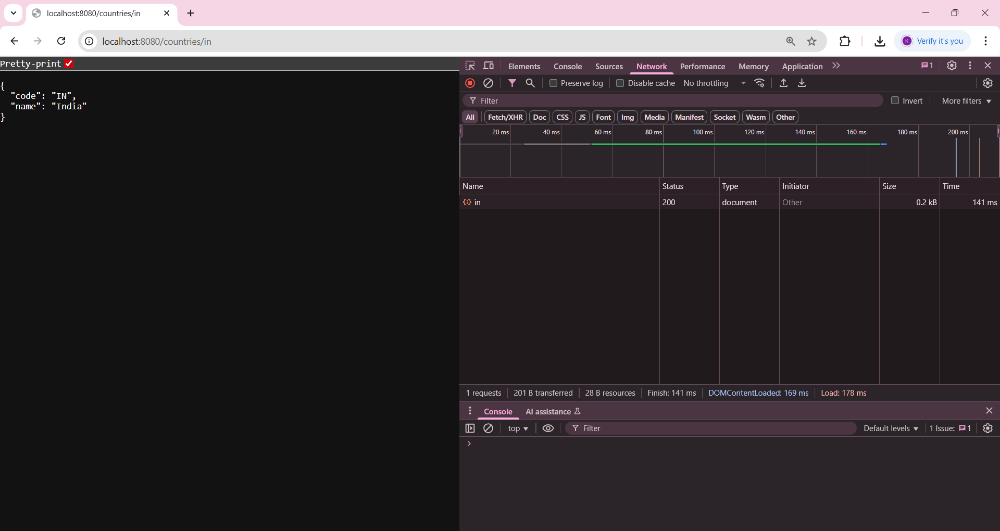 localhost:8080/countries/in
localhost:8080/countries/in
K Verify it's you
Pretty-print
{
"code": "IN",
"name": "India"
}
Elements Console Sources Network Performance Memory Application 1
Preserve log Disable cache No throttling
Filter Invert More filters
All Fetch/XHR Doc CSS JS Font Img Media Manifest Socket Wasm Other
20 ms 40 ms 60 ms 80 ms 100 ms 120 ms 140 ms 160 ms 180 ms 200 ms
Name Status Type Initiator Size Time
in 200 document Other 0.2 kB 141 ms
1 requests 201 B transferred 28 B resources Finish: 141 ms DOMContentLoaded: 169 ms Load: 178 ms
Console AI assistance
top Filter Default levels 1 Issue: 1